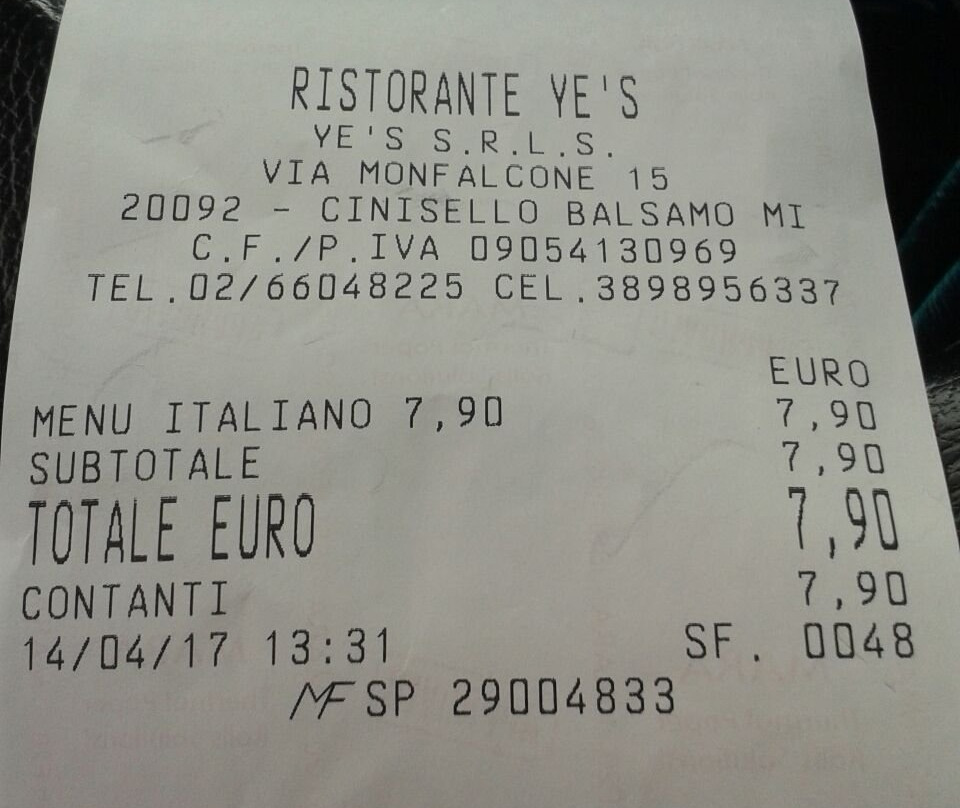 RISTORANTE YE'S
YE'S S.R.L.S.
VIA MONFALCONE 15
20092 - CINISELLO BALSAMO MI
C.F./P.IVA 09054130969
TEL.02/66048225 CEL.3898956337
EURO
MENU ITALIANO 7,90 7,90
SUBTOTALE 7,90
TOTALE EURO 7,90
CONTANTI 7,90
14/04/17 13:31 SF. 0048
MF SP 29004833